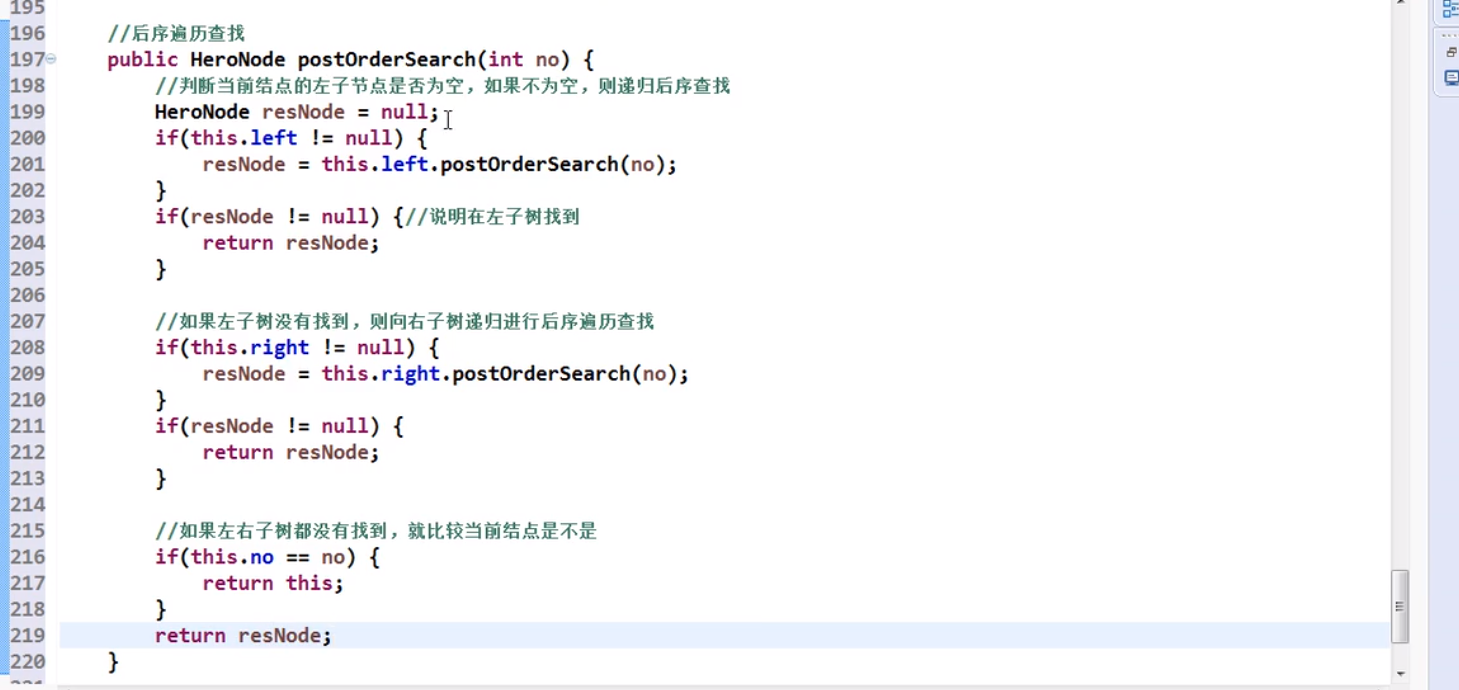 195
196 //后序遍历查找
197 public HeroNode postOrderSearch(int no) {
198 //判断当前结点的左子节点是否为空，如果不为空，则递归后序查找
199 HeroNode resNode = null;
200 if(this.left != null) {
201 resNode = this.left.postOrderSearch(no);
202 }
203 if(resNode != null) {//说明在左子树找到
204 return resNode;
205 }
206
207 //如果左子树没有找到，则向右子树递归进行后序遍历查找
208 if(this.right != null) {
209 resNode = this.right.postOrderSearch(no);
210 }
211 if(resNode != null) {
212 return resNode;
213 }
214
215 //如果左右子树都没有找到，就比较当前结点是不是
216 if(this.no == no) {
217 return this;
218 }
219 return resNode;
220 }